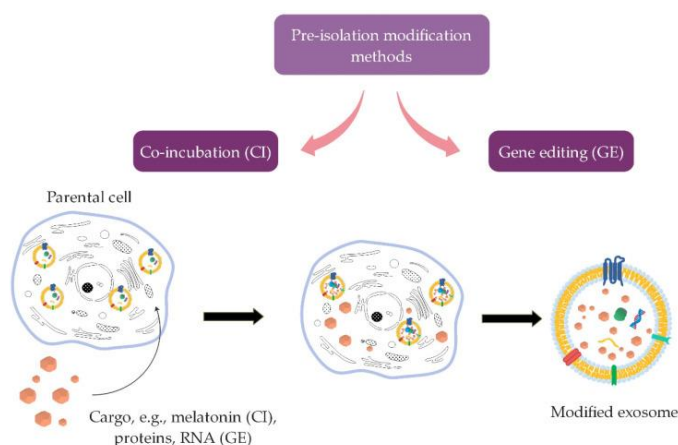 Pre-isolation modification
methods
Co-incubation (CI)
Gene editing (GE)
Parental cell
Cargo, e.g., melatonin (CI),
proteins, RNA (GE)
Modified exosome